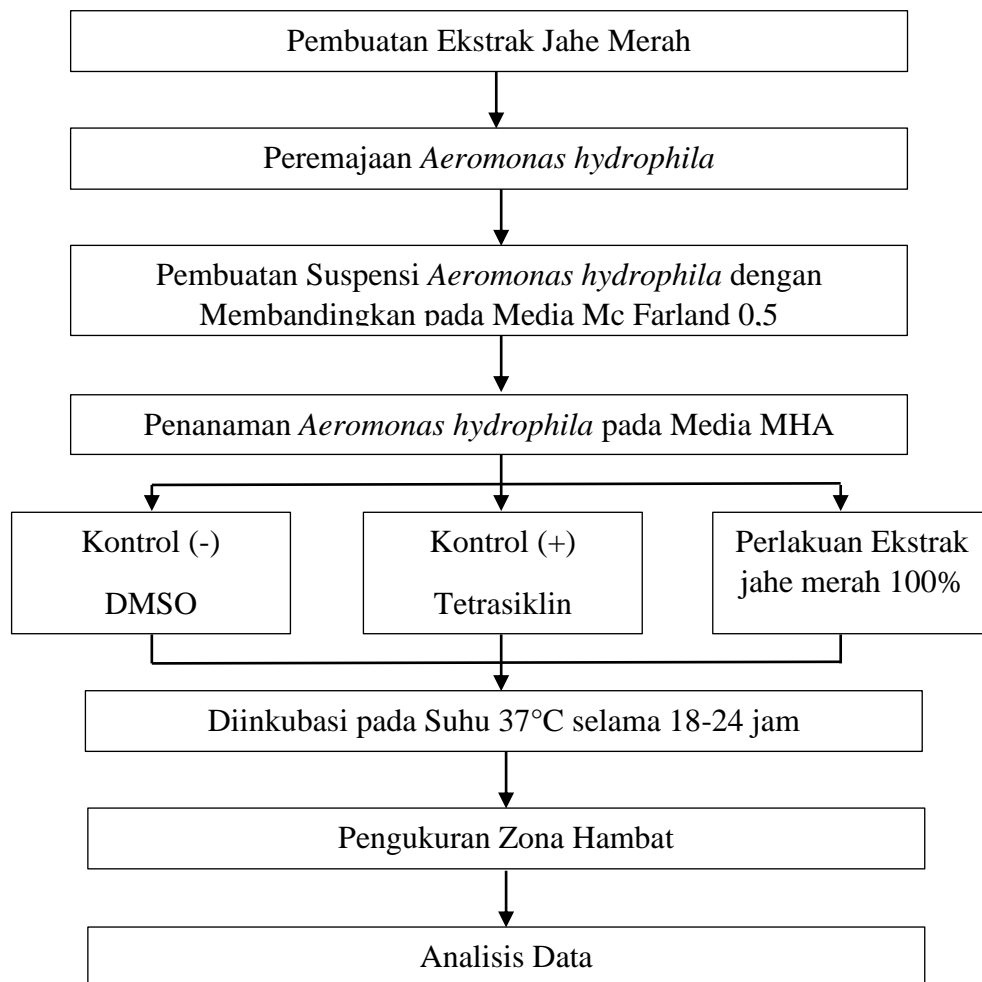 Pembuatan Ekstrak Jahe Merah
Peremajaan Aeromonas hydrophila
Pembuatan Suspensi Aeromonas hydrophila dengan
Membandingkan pada Media Mc Farland 0,5
Penanaman Aeromonas hydrophila pada Media MHA
Kontrol (-)
DMSO
Kontrol (+)
Tetrasiklin
Perlakuan Ekstrak
jahe merah 100%
Diinkubasi pada Suhu 37°C selama 18-24 jam
Pengukuran Zona Hambat
Analisis Data